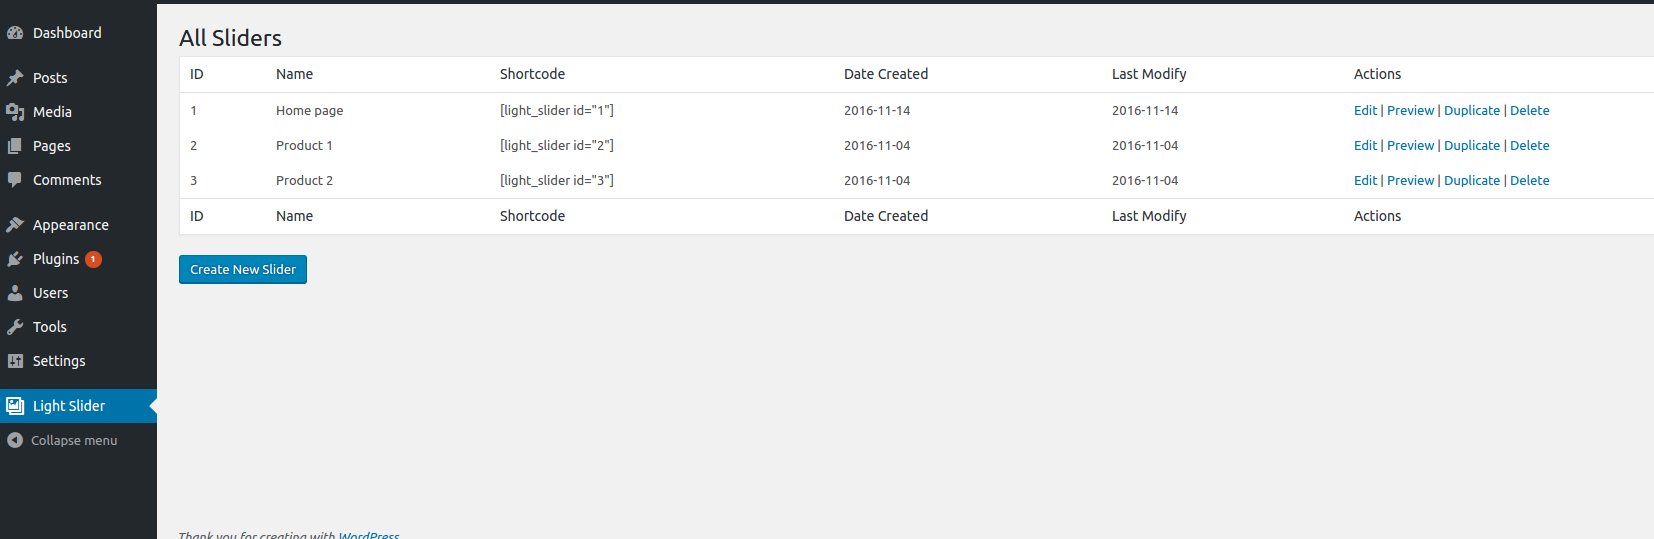 Dashboard
Posts
Media
Pages
Comments
Appearance
Plugins 1
Users
Tools
Settings
Light Slider
Collapse menu
All Sliders
ID Name Shortcode Date Created Last Modify Actions
1 Home page [light_slider id="1"] 2016-11-14 2016-11-14 Edit | Preview | Duplicate | Delete
2 Product 1 [light_slider id="2"] 2016-11-04 2016-11-04 Edit | Preview | Duplicate | Delete
3 Product 2 [light_slider id="3"] 2016-11-04 2016-11-04 Edit | Preview | Duplicate | Delete
ID Name Shortcode Date Created Last Modify Actions
Create New Slider
Thank you for creating with WordPress